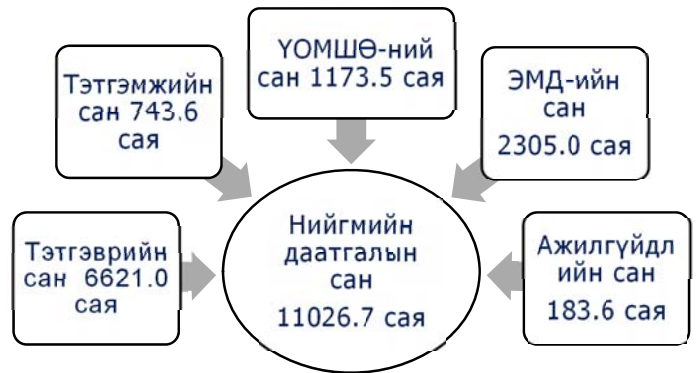 Тэтгэмжийн
сан 743.6
сая
ҮОМШӨ-ний
сан 1173.5 сая
ЭМД-ийн
сан
2305.0 сая
Тэтгэврийн
сан 6621.0
сая
Нийгмийн
даатгалын
сан
11026.7 сая
Ажилгүйдл
ийн сан
183.6 сая